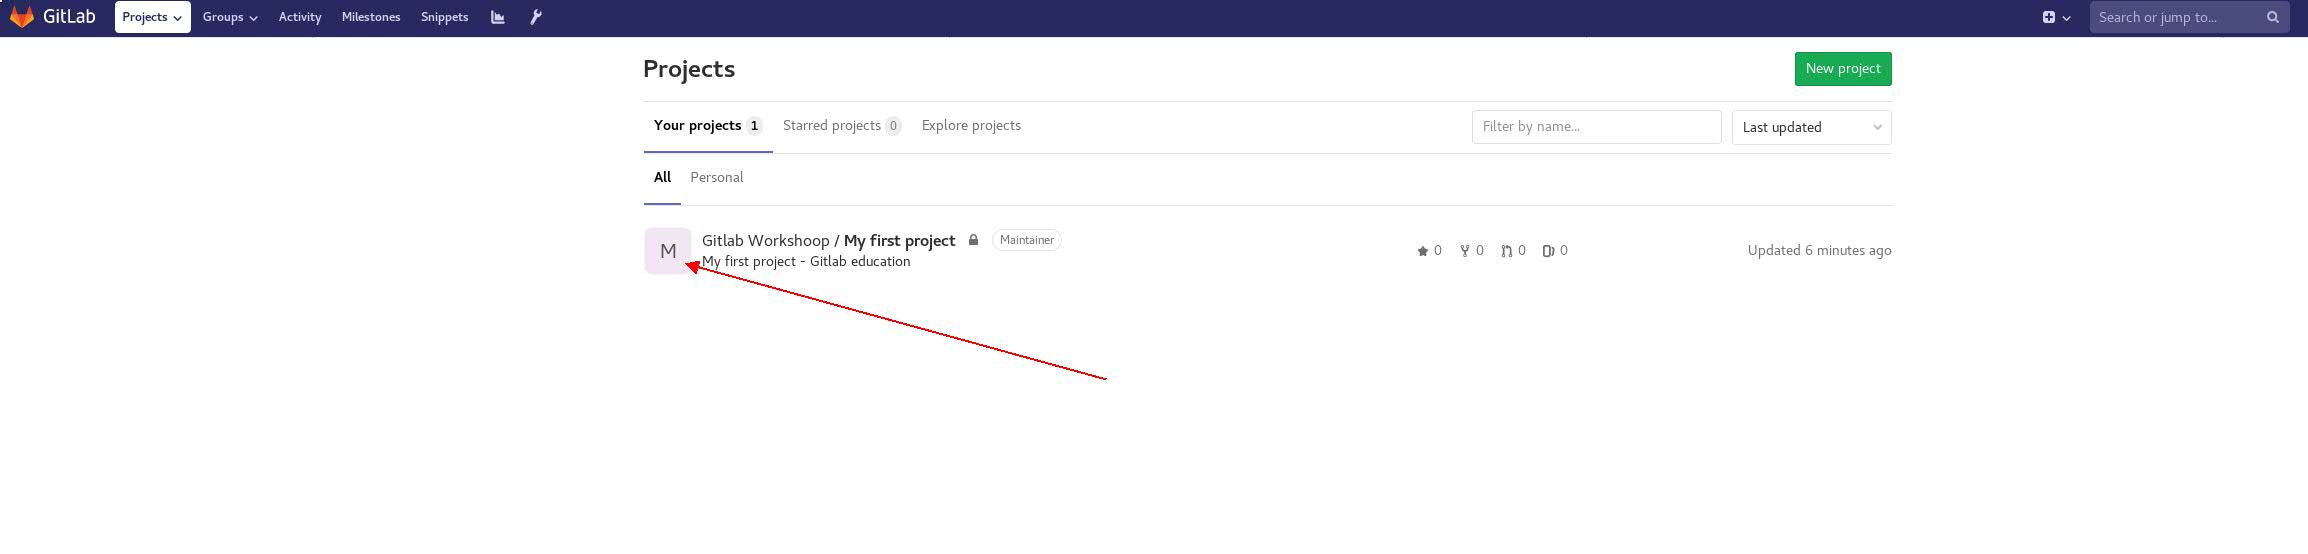 GitLab Projects Groups Activity Milestones Snippets Search or jump to...
Projects New project
Your projects 1 Starred projects 0 Explore projects Filter by name... Last updated
All Personal
M Gitlab Workshoop / My first project Maintainer
My first project - Gitlab education
0 0 0 0 Updated 6 minutes ago